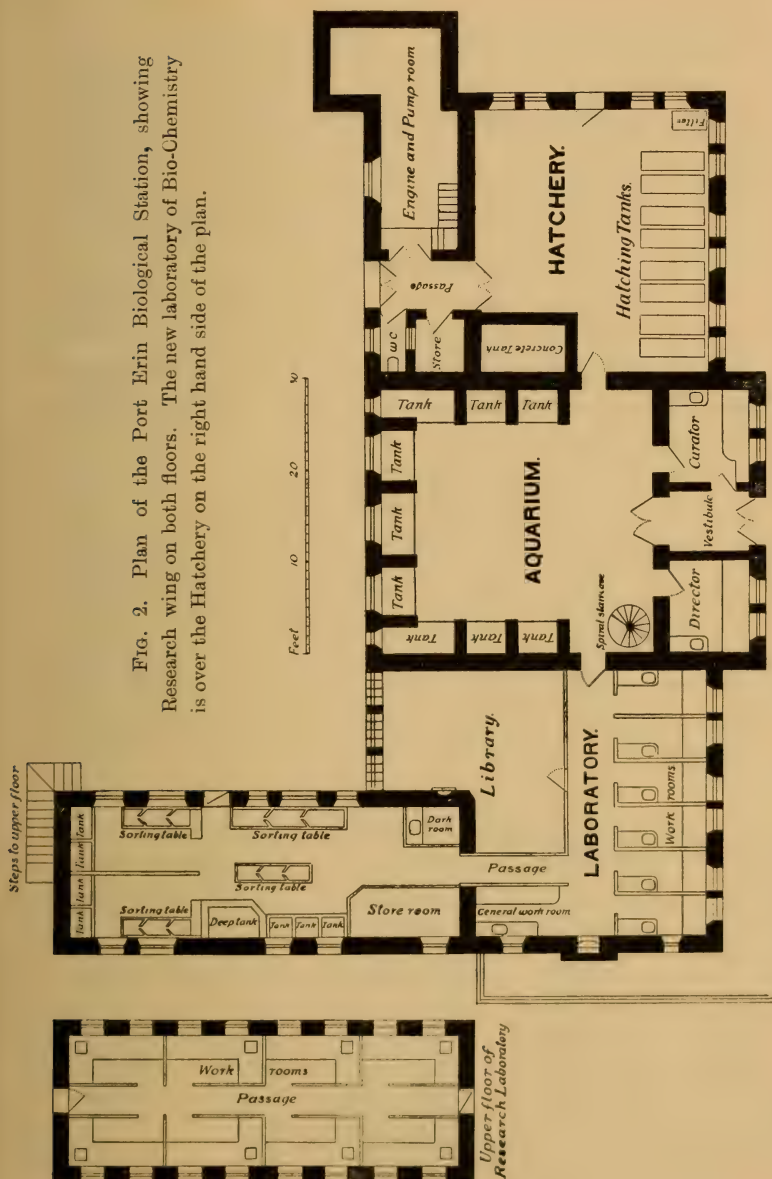 FIG. 2. Plan of the Port Erin Biological Station, showing
Research wing on both floors. The new laboratory of Bio-Chemistry
is over the Hatchery on the right hand side of the plan.
Feet 10 20 30
Steps to upper floor
Tank Tank Tank Tank
Sorting table
Sorting table
Sorting table
Sorting table
Deep tank
Tank Tank Tank
Dark
room
Store room
Passage
General work room
Library.
LABORATORY.
Work rooms
Work rooms
Passage
Upper floor of
Research Laboratory
Tank
Tank
Tank
Tank
Tank
Tank
Tank
Tank
Tank
AQUARIUM.
Spiral staircase
Director
Vestibule
Curator
WC
Store
Passage
Engine and Pump room
Concrete Tank
HATCHERY.
Hatching Tanks.
Filter